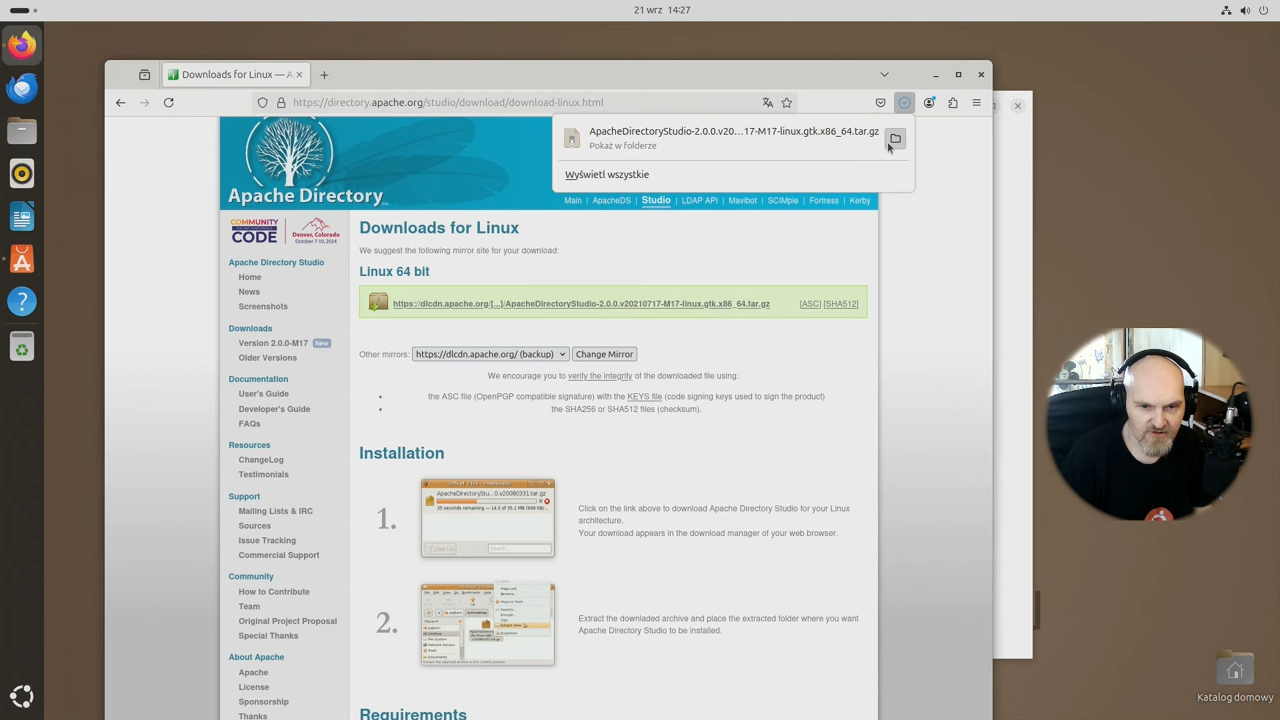 21 wrz 14:27
Downloads for Linux — A
https://directory.apache.org/studio/download/download-linux.html
ApacheDirectoryStudio-2.0.0.v20…17-M17-linux.gtk.x86_64.tar.gz
Pokaż w folderze
Wyświetl wszystkie
Apache Directory
Main | ApacheDS | Studio | LDAP API | Mavibot | SCIMple | Fortress | Kerby
COMMUNITY
CODE
Denver, Colorado
October 7-10, 2024
Apache Directory Studio
Home
News
Screenshots
Downloads
Version 2.0.0-M17 New
Older Versions
Documentation
User's Guide
Developer's Guide
FAQs
Resources
ChangeLog
Testimonials
Support
Mailing Lists & IRC
Sources
Issue Tracking
Commercial Support
Community
How to Contribute
Team
Original Project Proposal
Special Thanks
About Apache
Apache
License
Sponsorship
Thanks
Downloads for Linux
We suggest the following mirror site for your download:
Linux 64 bit
https://dlcdn.apache.org/[...]/ApacheDirectoryStudio-2.0.0.v20210717-M17-linux.gtk.x86_64.tar.gz [ASC] [SHA512]
Other mirrors: https://dlcdn.apache.org/ (backup) Change Mirror
We encourage you to verify the integrity of the downloaded file using:
the ASC file (OpenPGP compatible signature) with the KEYS file (code signing keys used to sign the product)
the SHA256 or SHA512 files (checksum).
Installation
1.
ApacheDirectoryStu...0.v20080331.tar.gz
Click on the link above to download Apache Directory Studio for your Linux
architecture.
Your download appears in the download manager of your web browser.
2.
Extract the downloaded archive and place the extracted folder where you want
Apache Directory Studio to be installed.
Requirements
Katalog domowy